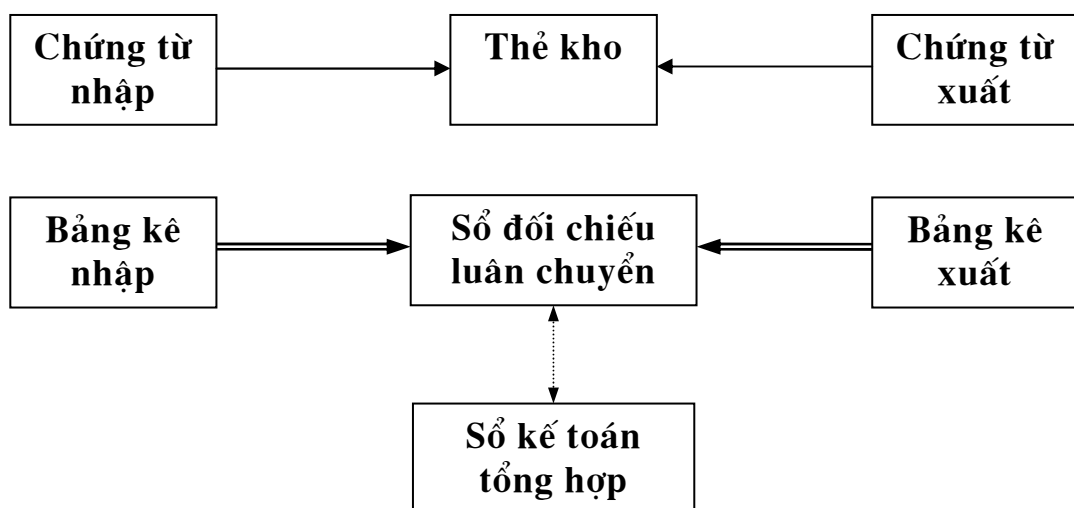 Chứng từ
nhập
Thẻ kho
Chứng từ
xuất
Bảng kê
nhập
Sổ đối chiếu
luân chuyển
Bảng kê
xuất
Sổ kế toán
tổng hợp